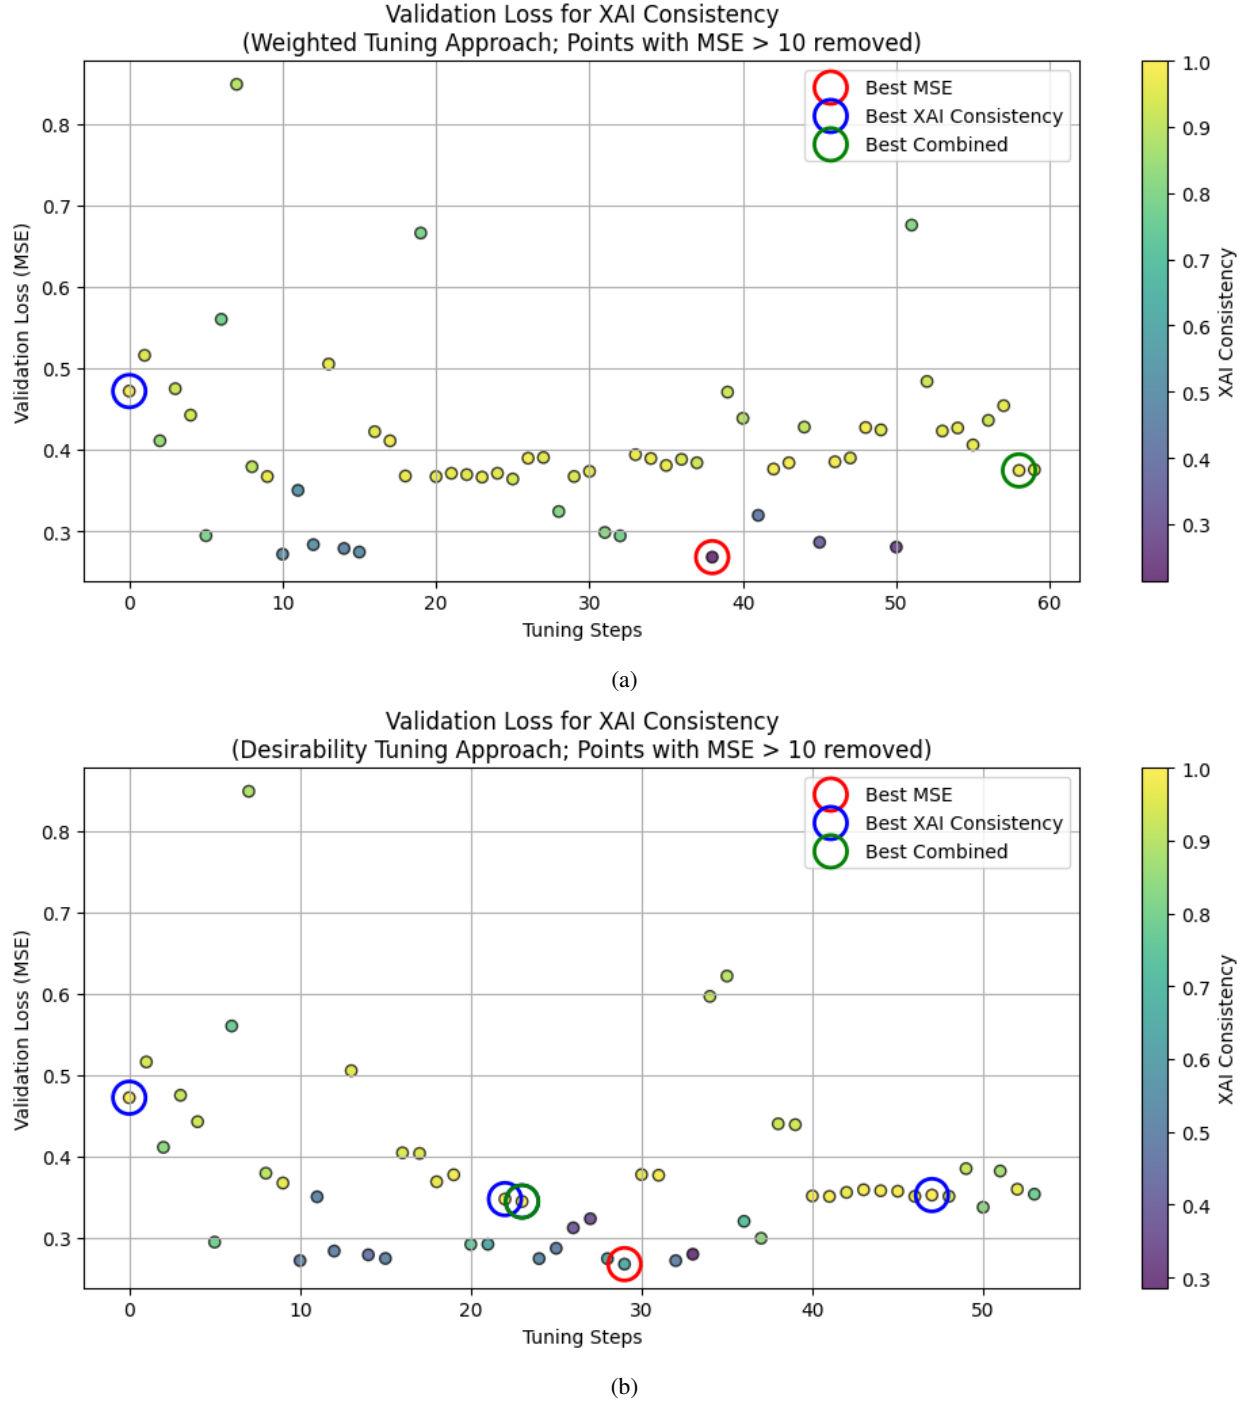 Validation Loss for XAI Consistency
(Weighted Tuning Approach; Points with MSE > 10 removed)
Best MSE
Best XAI Consistency
Best Combined
Validation Loss (MSE)
0.8
0.7
0.6
0.5
0.4
0.3
0
10
20
30
40
50
60
Tuning Steps
1.0
0.9
0.8
0.7
0.6
0.5
0.4
0.3
XAI Consistency
(a)
Validation Loss for XAI Consistency
(Desirability Tuning Approach; Points with MSE > 10 removed)
Best MSE
Best XAI Consistency
Best Combined
Validation Loss (MSE)
0.8
0.7
0.6
0.5
0.4
0.3
0
10
20
30
40
50
Tuning Steps
1.0
0.9
0.8
0.7
0.6
0.5
0.4
0.3
XAI Consistency
(b)